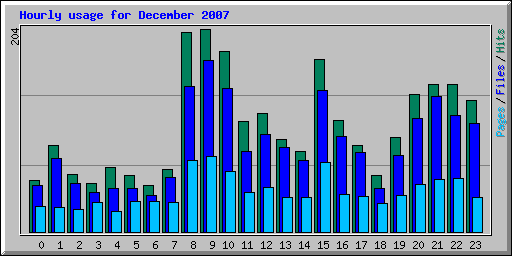 Hourly usage for December 2007
204
Pages / Files / Hits
0 1 2 3 4 5 6 7 8 9 10 11 12 13 14 15 16 17 18 19 20 21 22 23